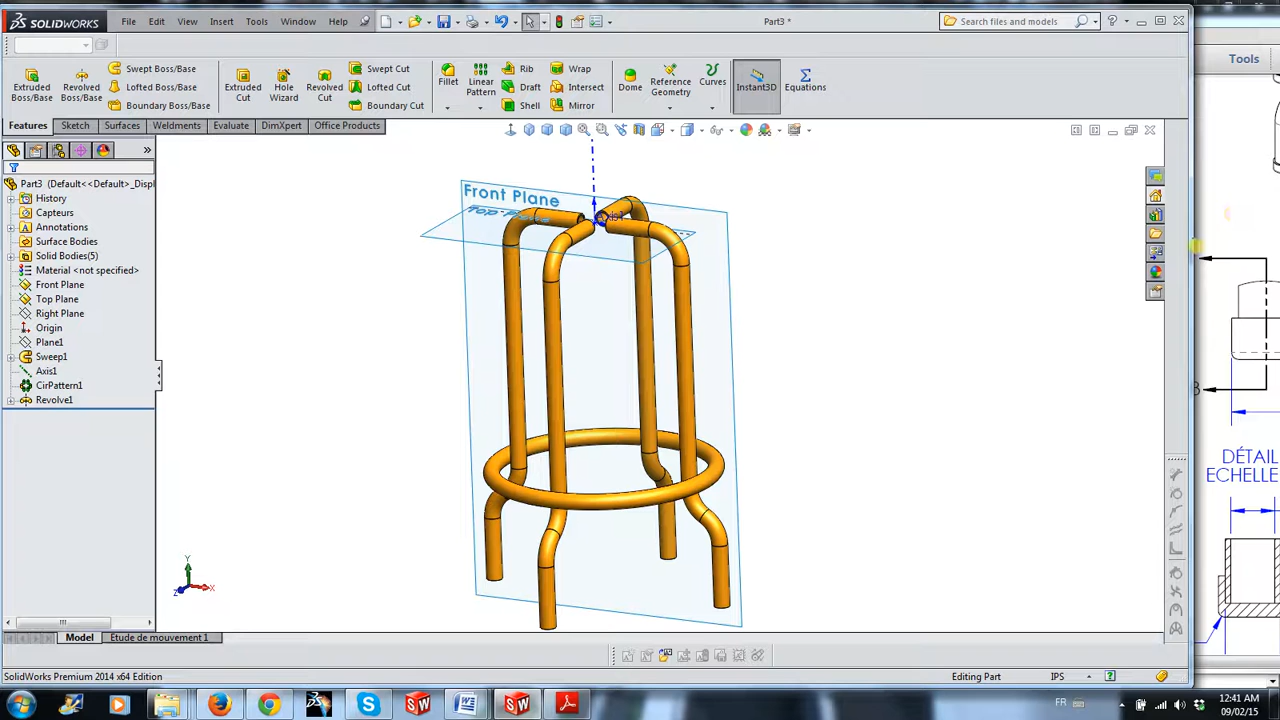 SOLIDWORKS File Edit View Insert Tools Window Help Part3 * Search files and models
Tools
Extruded Boss/Base Revolved Boss/Base Swept Boss/Base Lofted Boss/Base Boundary Boss/Base Extruded Cut Hole Wizard Revolved Cut Swept Cut Lofted Cut Boundary Cut Fillet Linear Pattern Rib Draft Shell Wrap Intersect Mirror Dome Reference Geometry Curves Instant3D Equations
Features Sketch Surfaces Weldments Evaluate DimXpert Office Products
Part3 (Default<<Default>_Displ
History
Capteurs
Annotations
Surface Bodies
Solid Bodies(5)
Material <not specified>
Front Plane
Top Plane
Right Plane
Origin
Plane1
Sweep1
Axis1
CirPattern1
Revolve1
Front Plane
Top Plane
Axis1
Y
X
Z
B
DÉTAIL
ECHELLE
Model Etude de mouvement 1
SolidWorks Premium 2014 x64 Edition Editing Part IPS
FR 12:41 AM
09/02/15